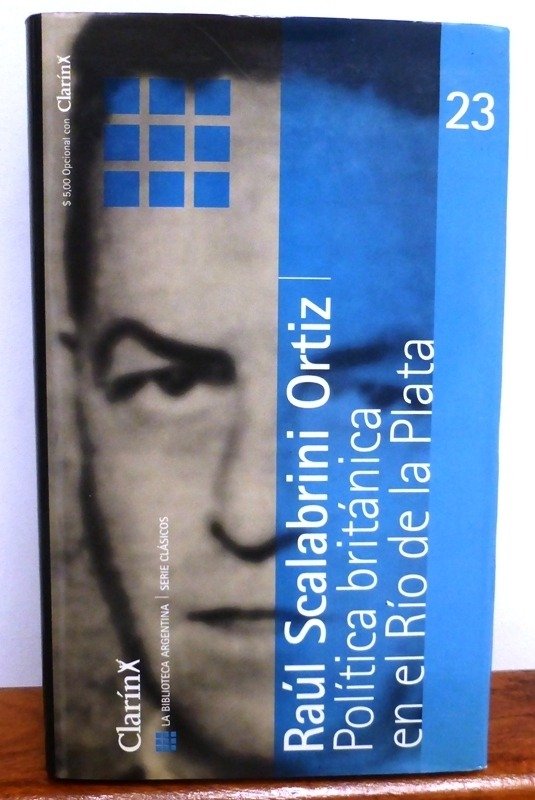 $ 5,00 Opcional con Clarín
23
Raúl Scalabrini Ortiz
Política británica
en el Río de la Plata
Clarín
LA BIBLIOTECA ARGENTINA | SERIE CLÁSICOS